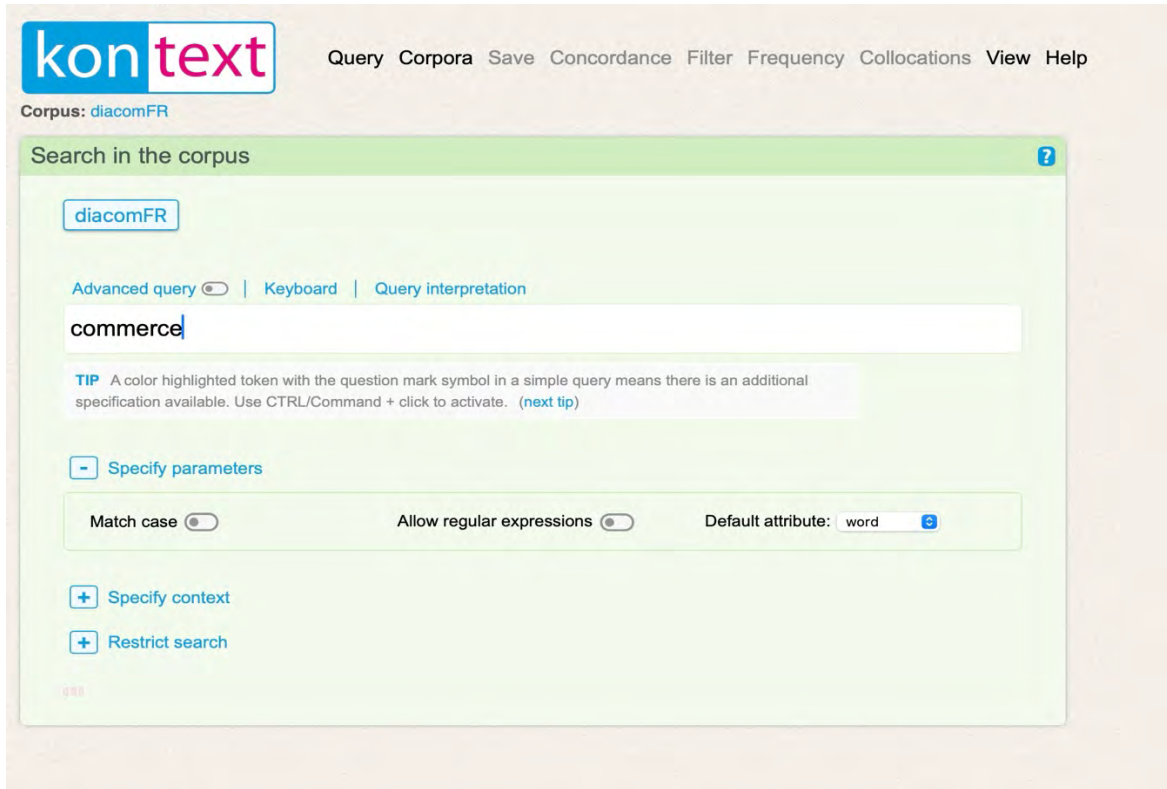 kontext
Query Corpora Save Concordance Filter Frequency Collocations View Help
Corpus: diacomFR
Search in the corpus
?
diacomFR
Advanced query | Keyboard | Query interpretation
commerce
TIP A color highlighted token with the question mark symbol in a simple query means there is an additional
specification available. Use CTRL/Command + click to activate. (next tip)
- Specify parameters
Match case Allow regular expressions Default attribute: word
+ Specify context
+ Restrict search